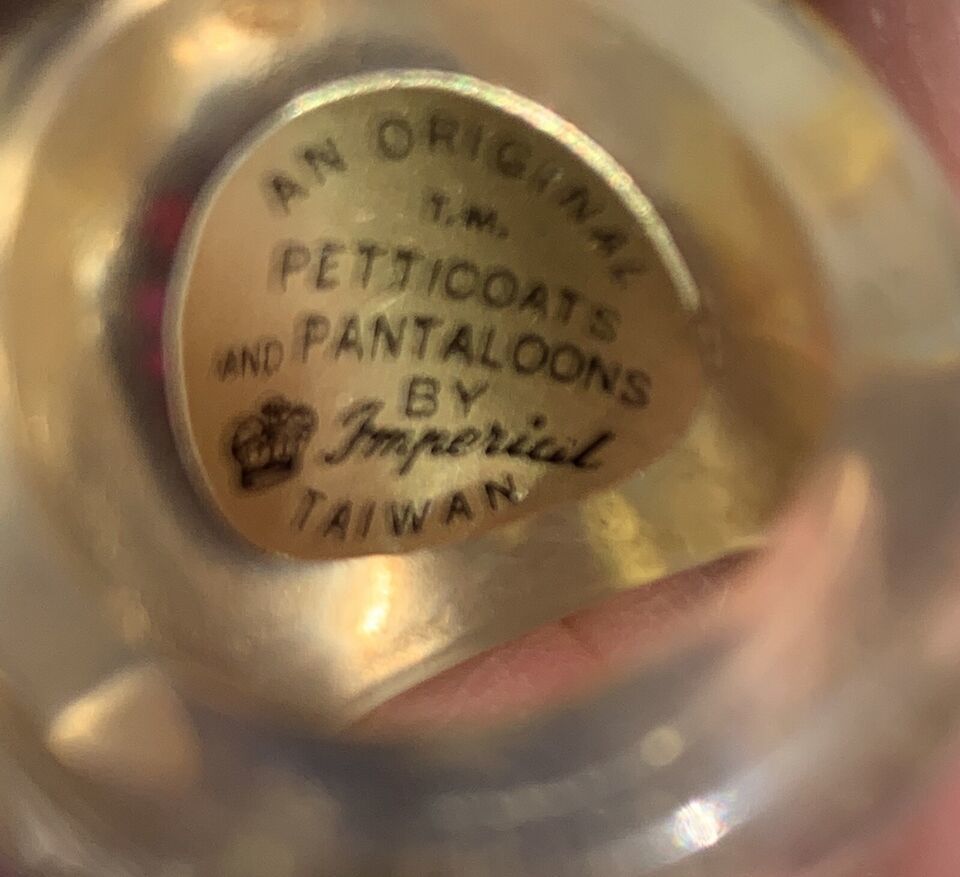 AN ORIGINAL
T.M.
PETTICOATS
AND PANTALOONS
BY
Imperial
TAIWAN